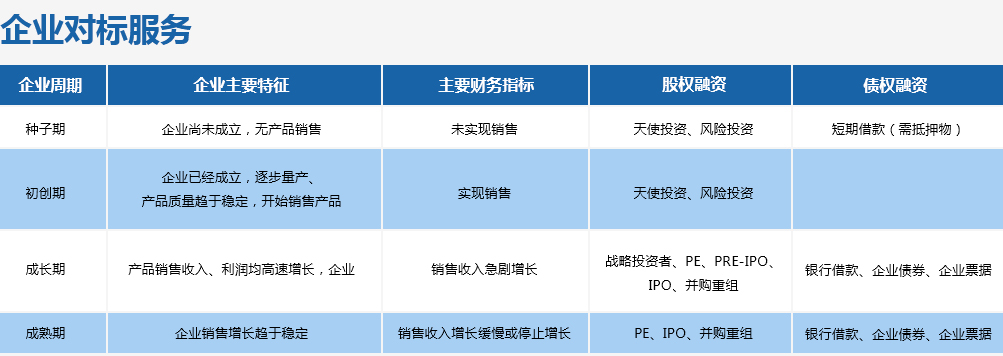 企业对标服务
企业周期 企业主要特征 主要财务指标 股权融资 债权融资
种子期 企业尚未成立，无产品销售 未实现销售 天使投资、风险投资 短期借款（需抵押物）
初创期 企业已经成立，逐步量产、
产品质量趋于稳定，开始销售产品 实现销售 天使投资、风险投资
成长期 产品销售收入、利润均高速增长，企业 销售收入急剧增长 战略投资者、PE、PRE-IPO、
IPO、并购重组 银行借款、企业债券、企业票据
成熟期 企业销售增长趋于稳定 销售收入增长缓慢或停止增长 PE、IPO、并购重组 银行借款、企业债券、企业票据